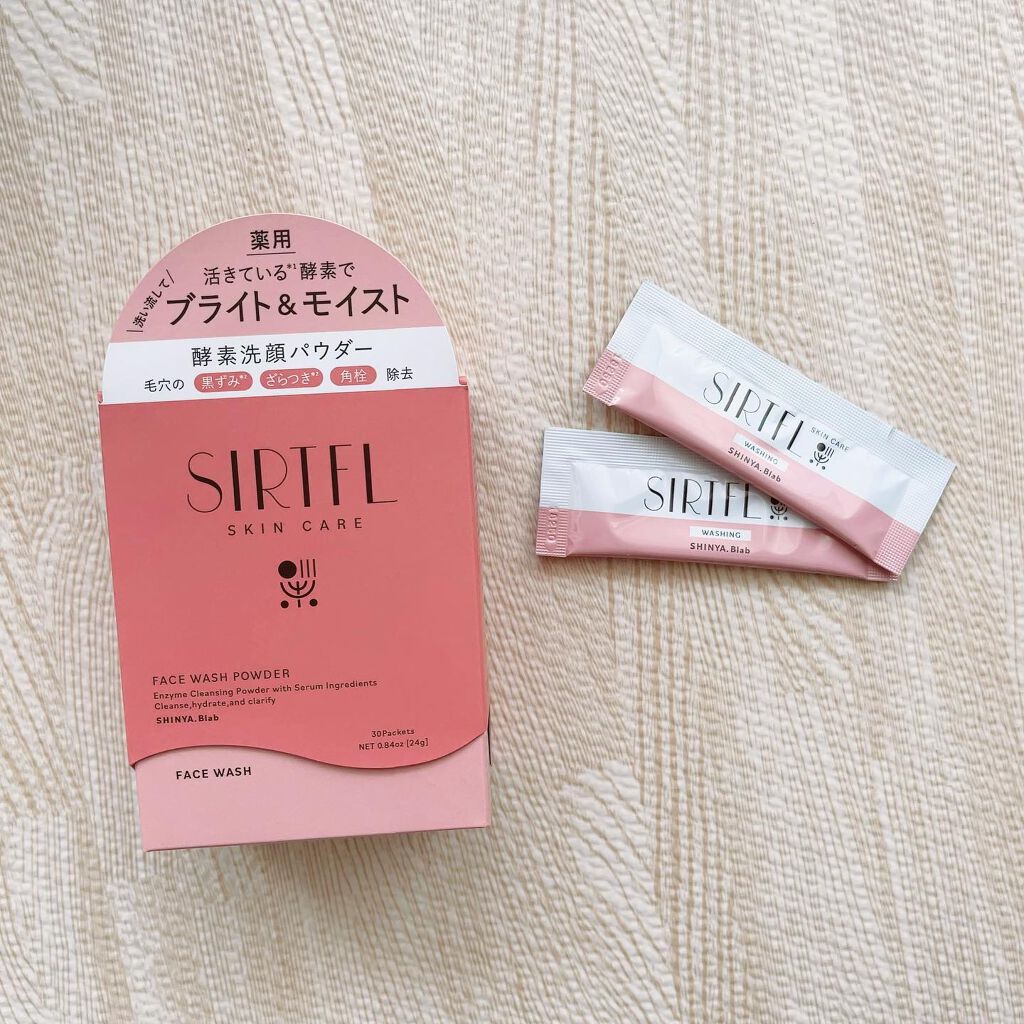 薬用
洗い流して
活きている*1酵素で
ブライト&モイスト
酵素洗顔パウダー
毛穴の 黒ずみ*2 ざらつき*2 角栓 除去
SIRTFL
SKIN CARE
FACE WASH POWDER
Enzyme Cleansing Powder with Serum Ingredients
Cleanse,hydrate,and clarify
SHINYA.Blab
30Packets
NET 0.84oz [24g]
FACE WASH
SIRTFL
SKIN CARE
WASHING
SHINYA.Blab
SIRTFL
WASHING
SHINYA.Blab